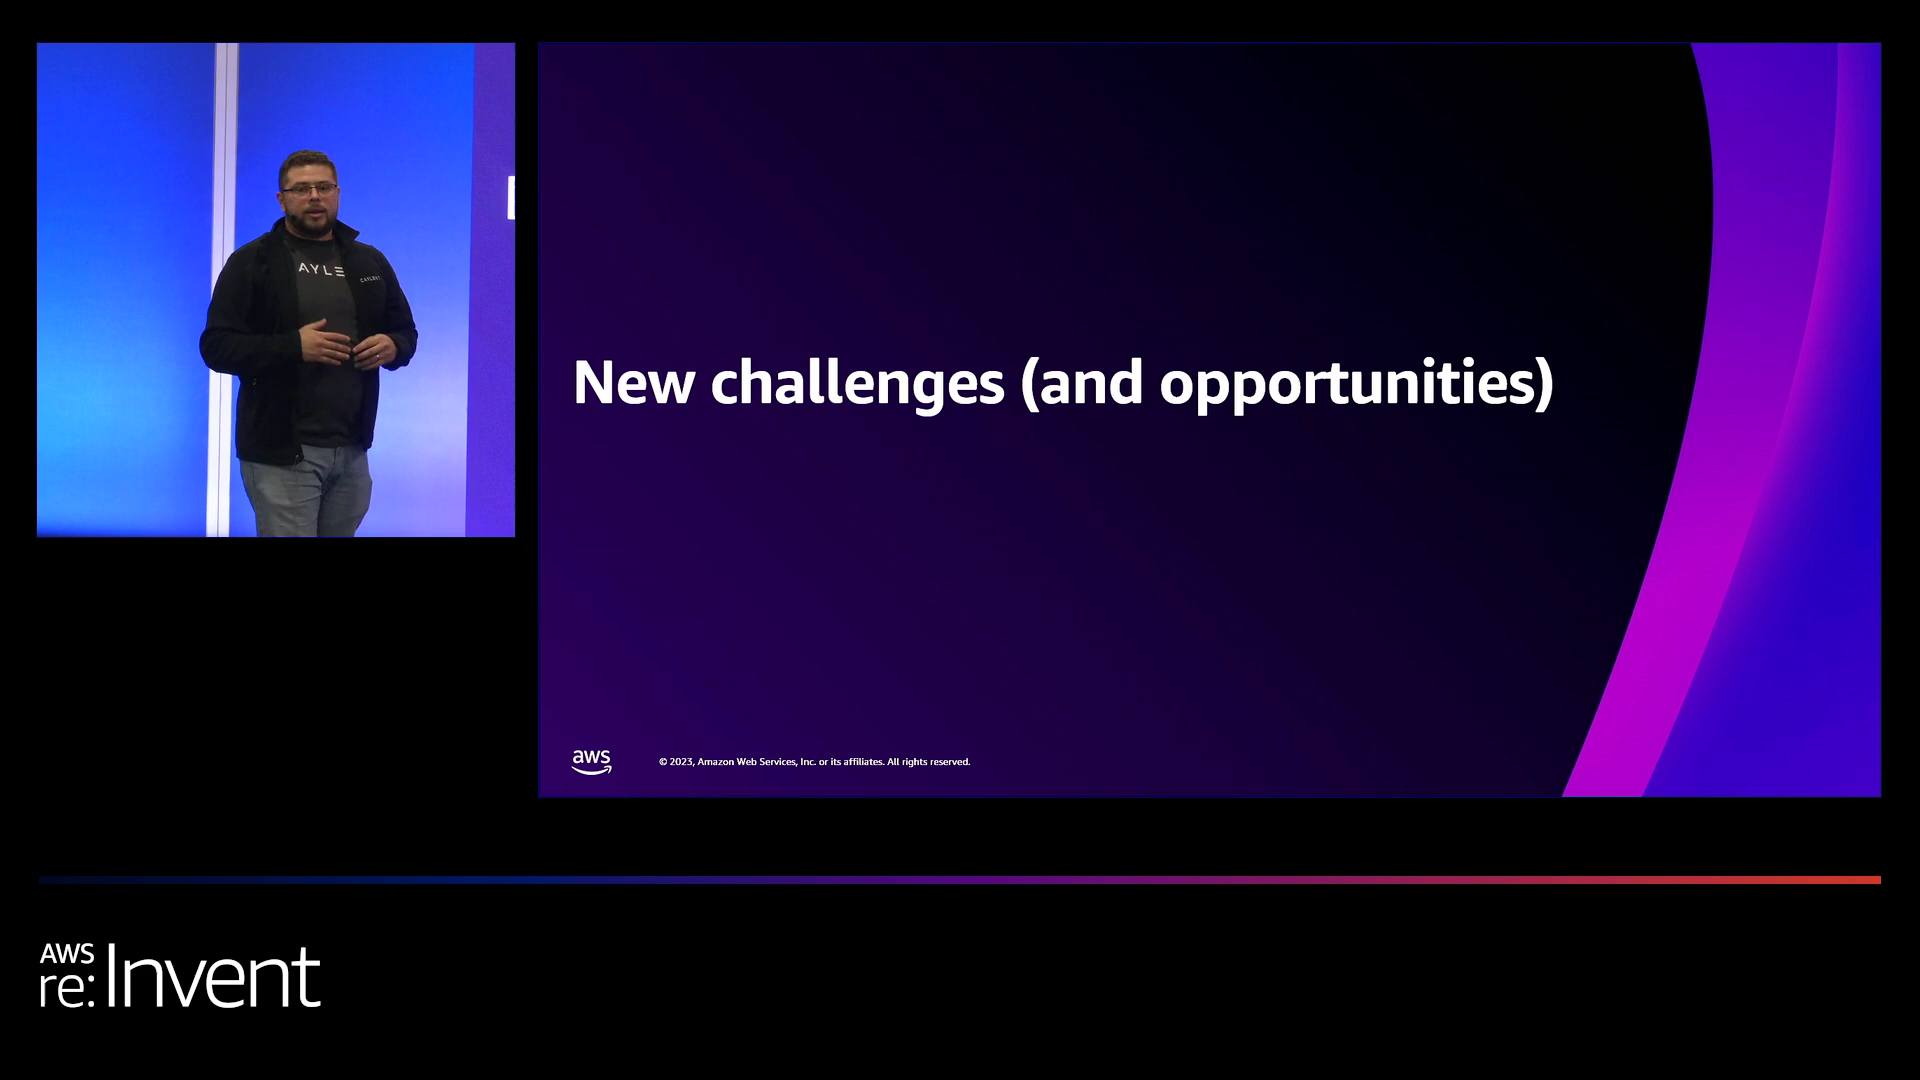 AYLE
New challenges (and opportunities)
aws
© 2023, Amazon Web Services, Inc. or its affiliates. All rights reserved.
AWS
re:Invent